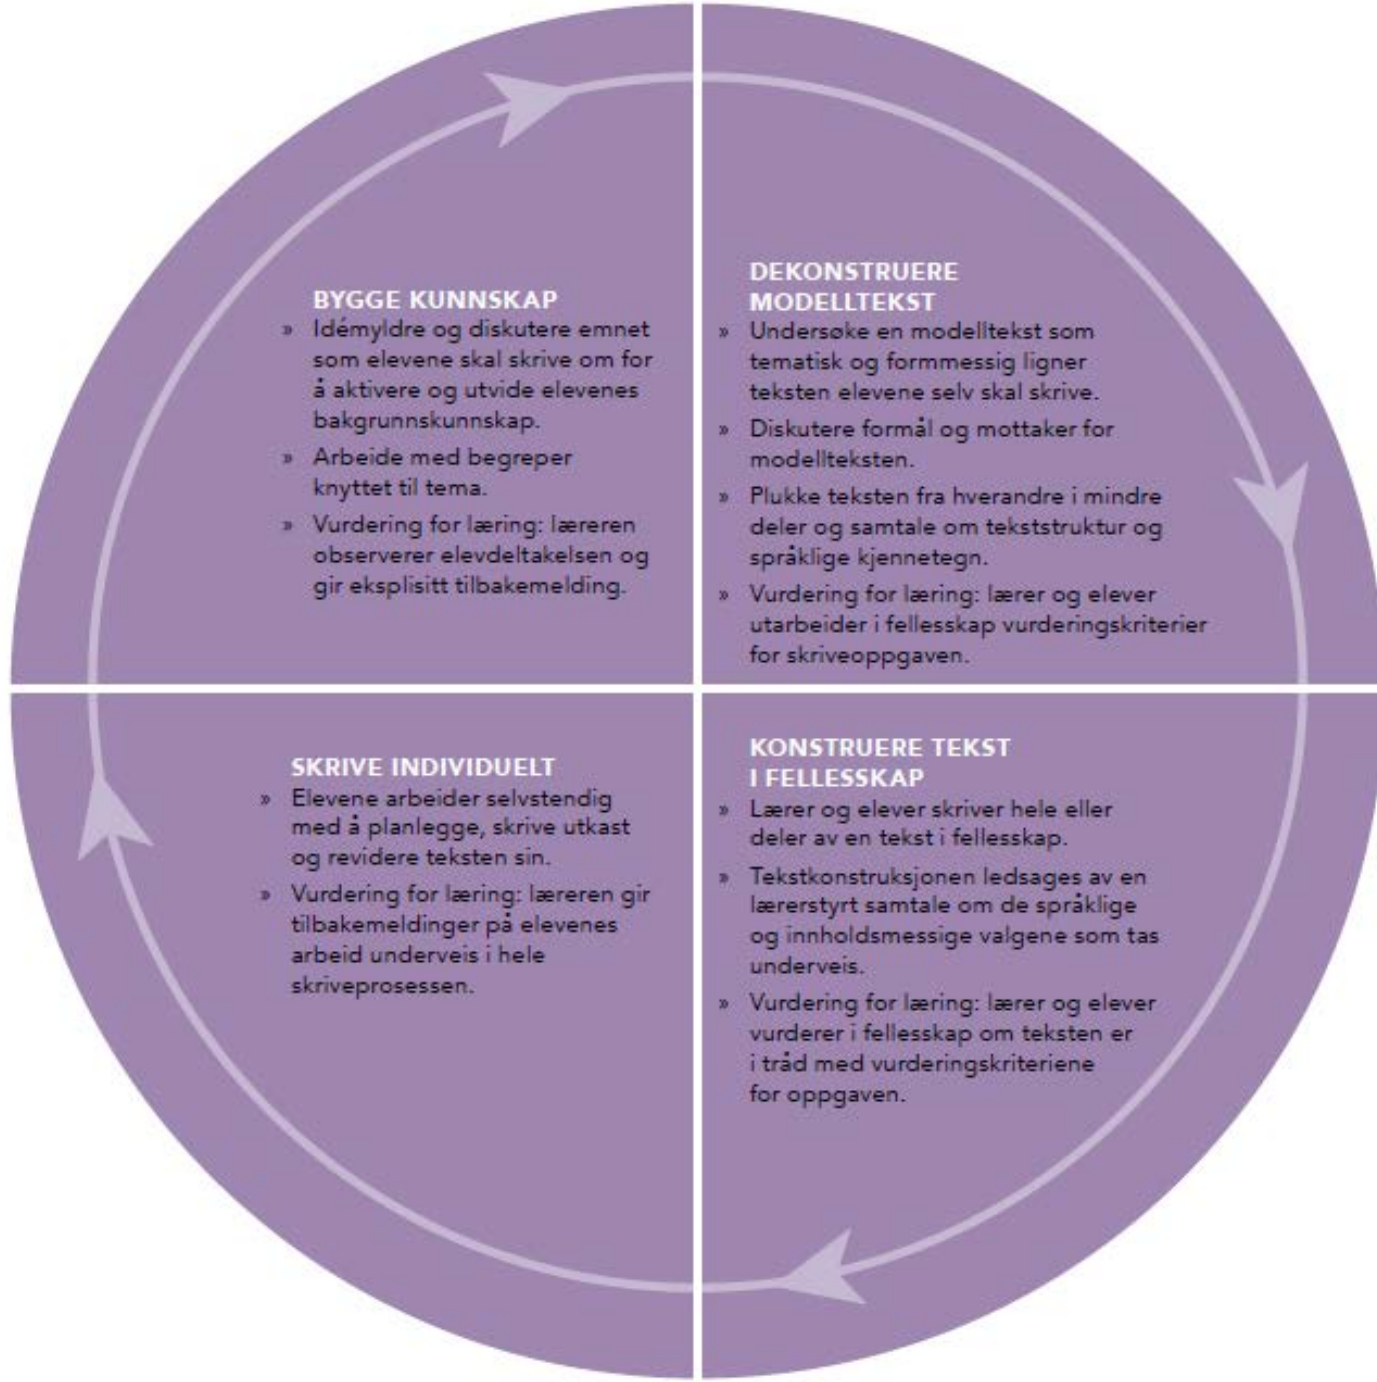 BYGGE KUNNSKAP
» Idémyldre og diskutere emnet
som elevene skal skrive om for
å aktivere og utvide elevenes
bakgrunnskunnskap.
» Arbeide med begreper
knyttet til tema.
» Vurdering for læring: læreren
observerer elevdeltakelsen og
gir eksplisitt tilbakemelding.
DEKONSTRUERE
MODELLTEKST
» Undersøke en modelltekst som
tematisk og formmessig ligner
teksten elevene selv skal skrive.
» Diskutere formål og mottaker for
modellteksten.
» Plukke teksten fra hverandre i mindre
deler og samtale om tekststruktur og
språklige kjennetegn.
» Vurdering for læring: lærer og elever
utarbeider i fellesskap vurderingskriterier
for skriveoppgaven.
KONSTRUERE TEKST
I FELLESSKAP
» Lærer og elever skriver hele eller
deler av en tekst i fellesskap.
» Tekstkonstruksjonen ledsages av en
lærerstyrt samtale om de språklige
og innholdsmessige valgene som tas
underveis.
» Vurdering for læring: lærer og elever
vurderer i fellesskap om teksten er
i tråd med vurderingskriteriene
for oppgaven.
SKRIVE INDIVIDUELT
» Elevene arbeider selvstendig
med å planlegge, skrive utkast
og revidere teksten sin.
» Vurdering for læring: læreren gir
tilbakemeldinger på elevenes
arbeid underveis i hele
skriveprosessen.